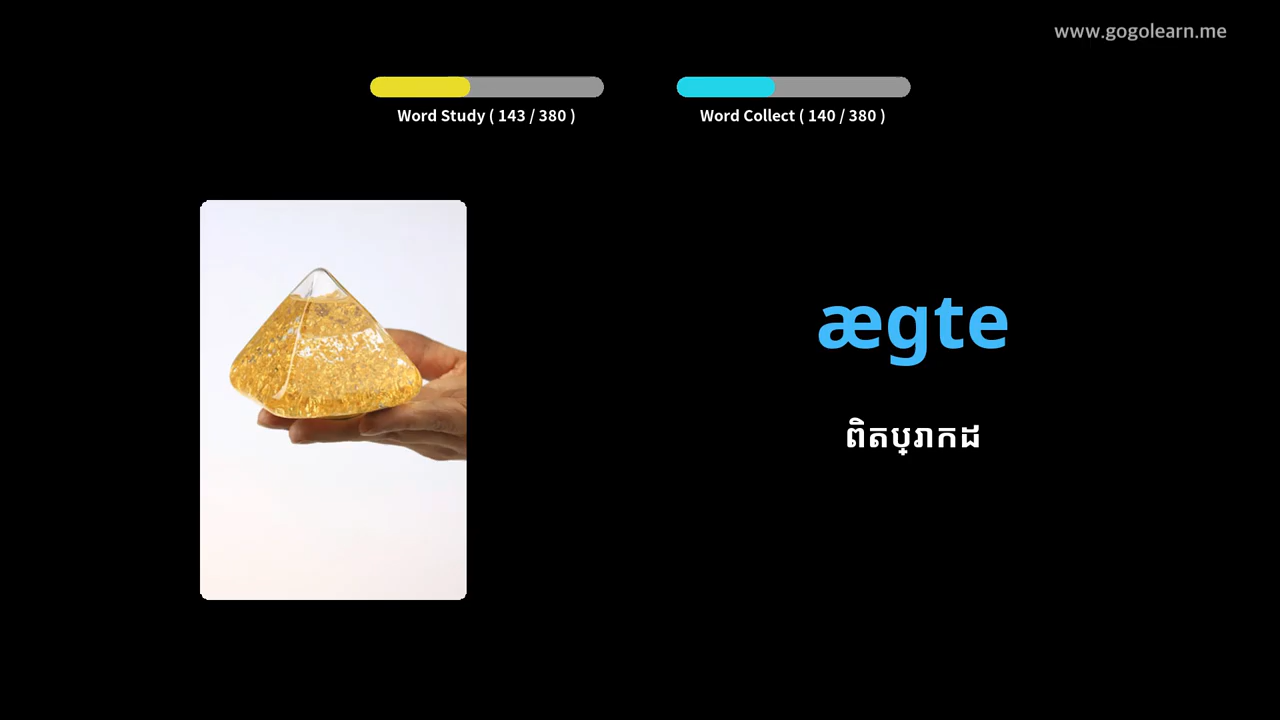 www.gogolearn.me
Word Study ( 143 / 380 )
Word Collect ( 140 / 380 )
ægte
ពិតប្រាកដ